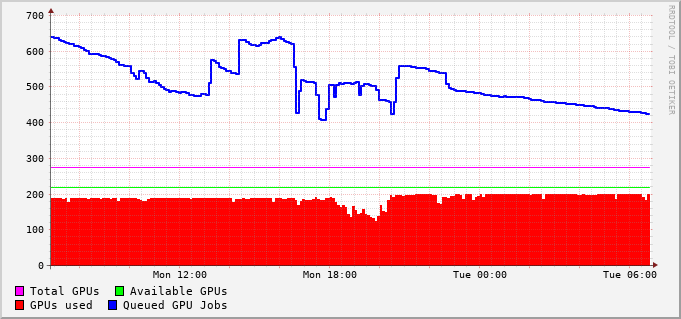 700
600
500
400
300
200
100
0
Mon 12:00 Mon 18:00 Tue 00:00 Tue 06:00
Total GPUs Available GPUs
GPUs used Queued GPU Jobs
RRDTOOL / TOBI OETIKER